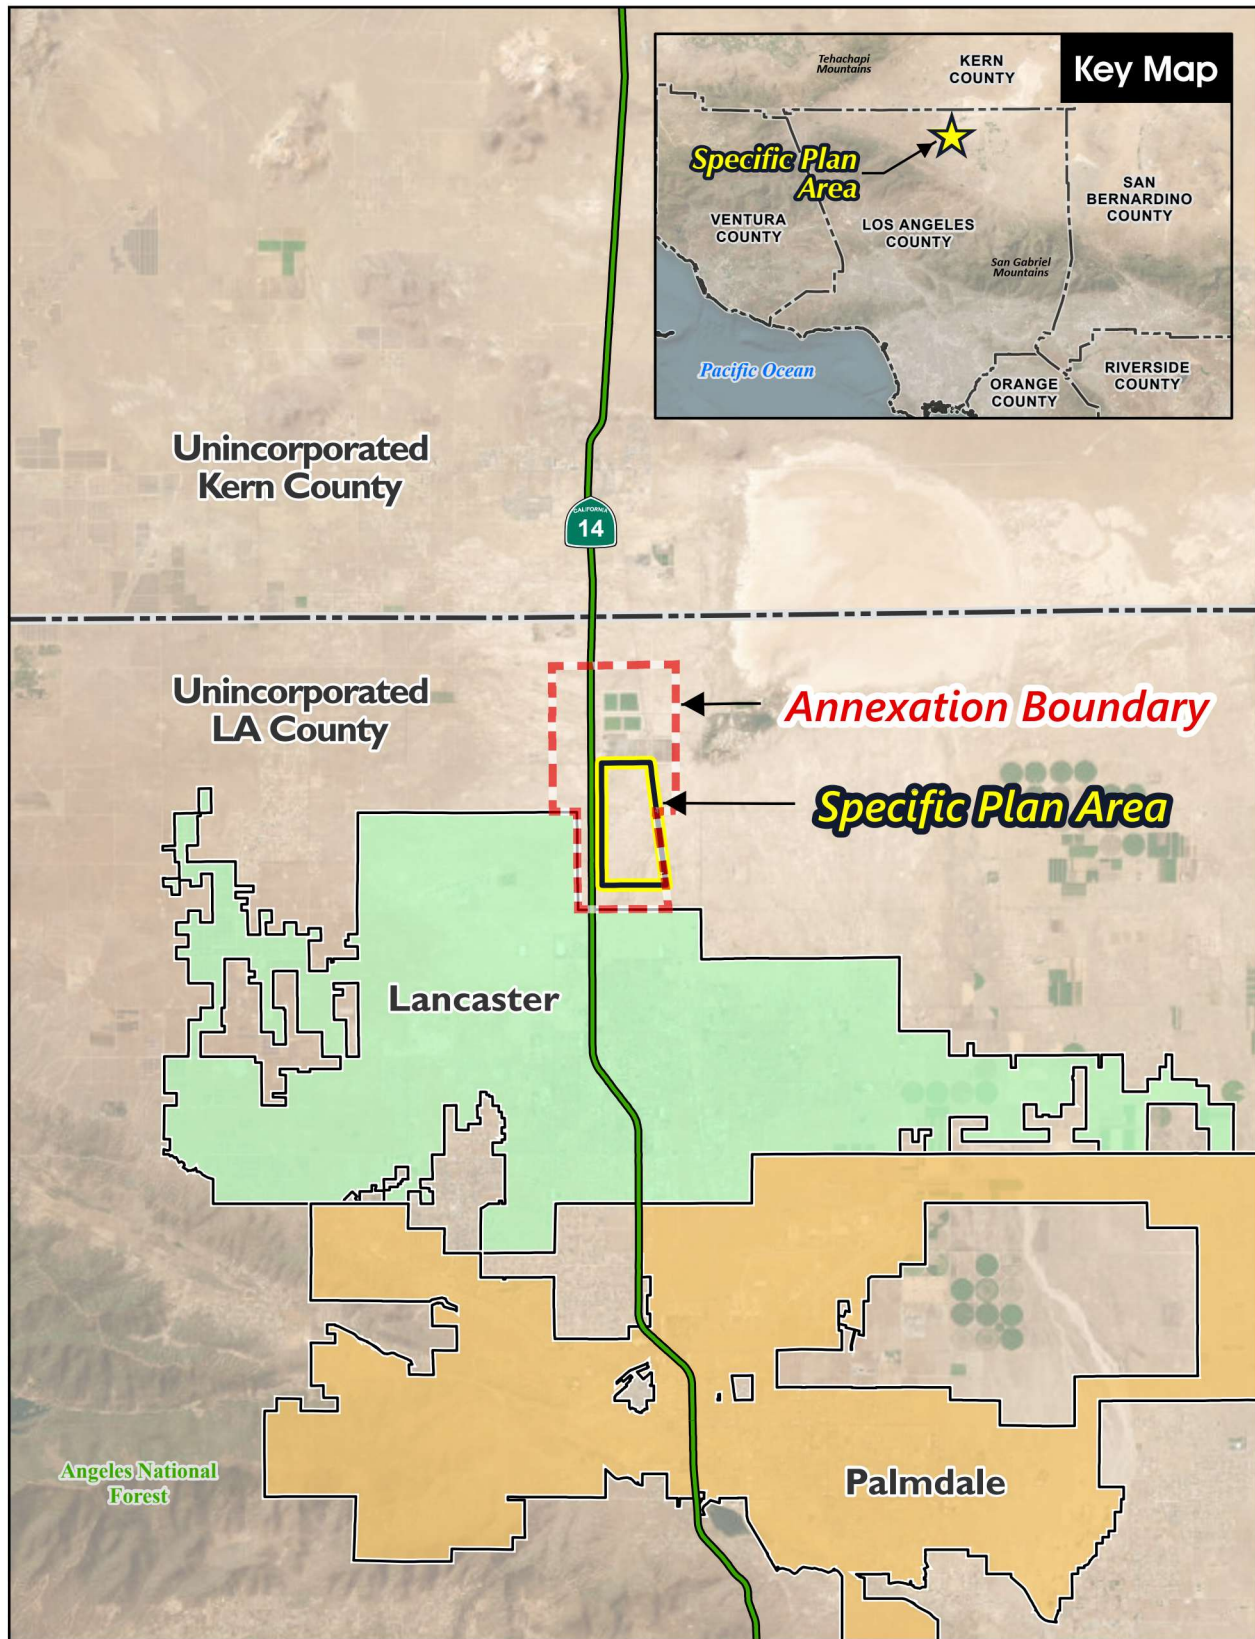 Key Map
Tehachapi
Mountains
KERN
COUNTY
Specific Plan
Area
SAN
BERNARDINO
COUNTY
VENTURA
COUNTY
LOS ANGELES
COUNTY
San Gabriel
Mountains
Pacific Ocean
ORANGE
COUNTY
RIVERSIDE
COUNTY
Unincorporated
Kern County
CALIFORNIA
14
Unincorporated
LA County
Annexation Boundary
Specific Plan Area
Lancaster
Angeles National
Forest
Palmdale